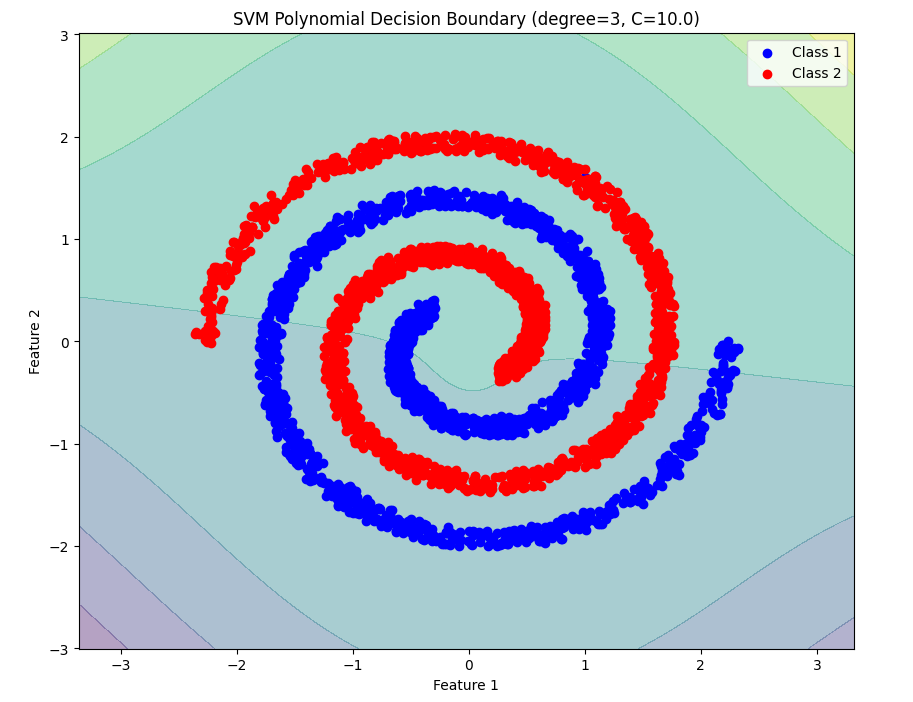 SVM Polynomial Decision Boundary (degree=3, C=10.0)
Class 1
Class 2
3
2
1
0
−1
−2
−3
Feature 2
−3
−2
−1
0
1
2
3
Feature 1